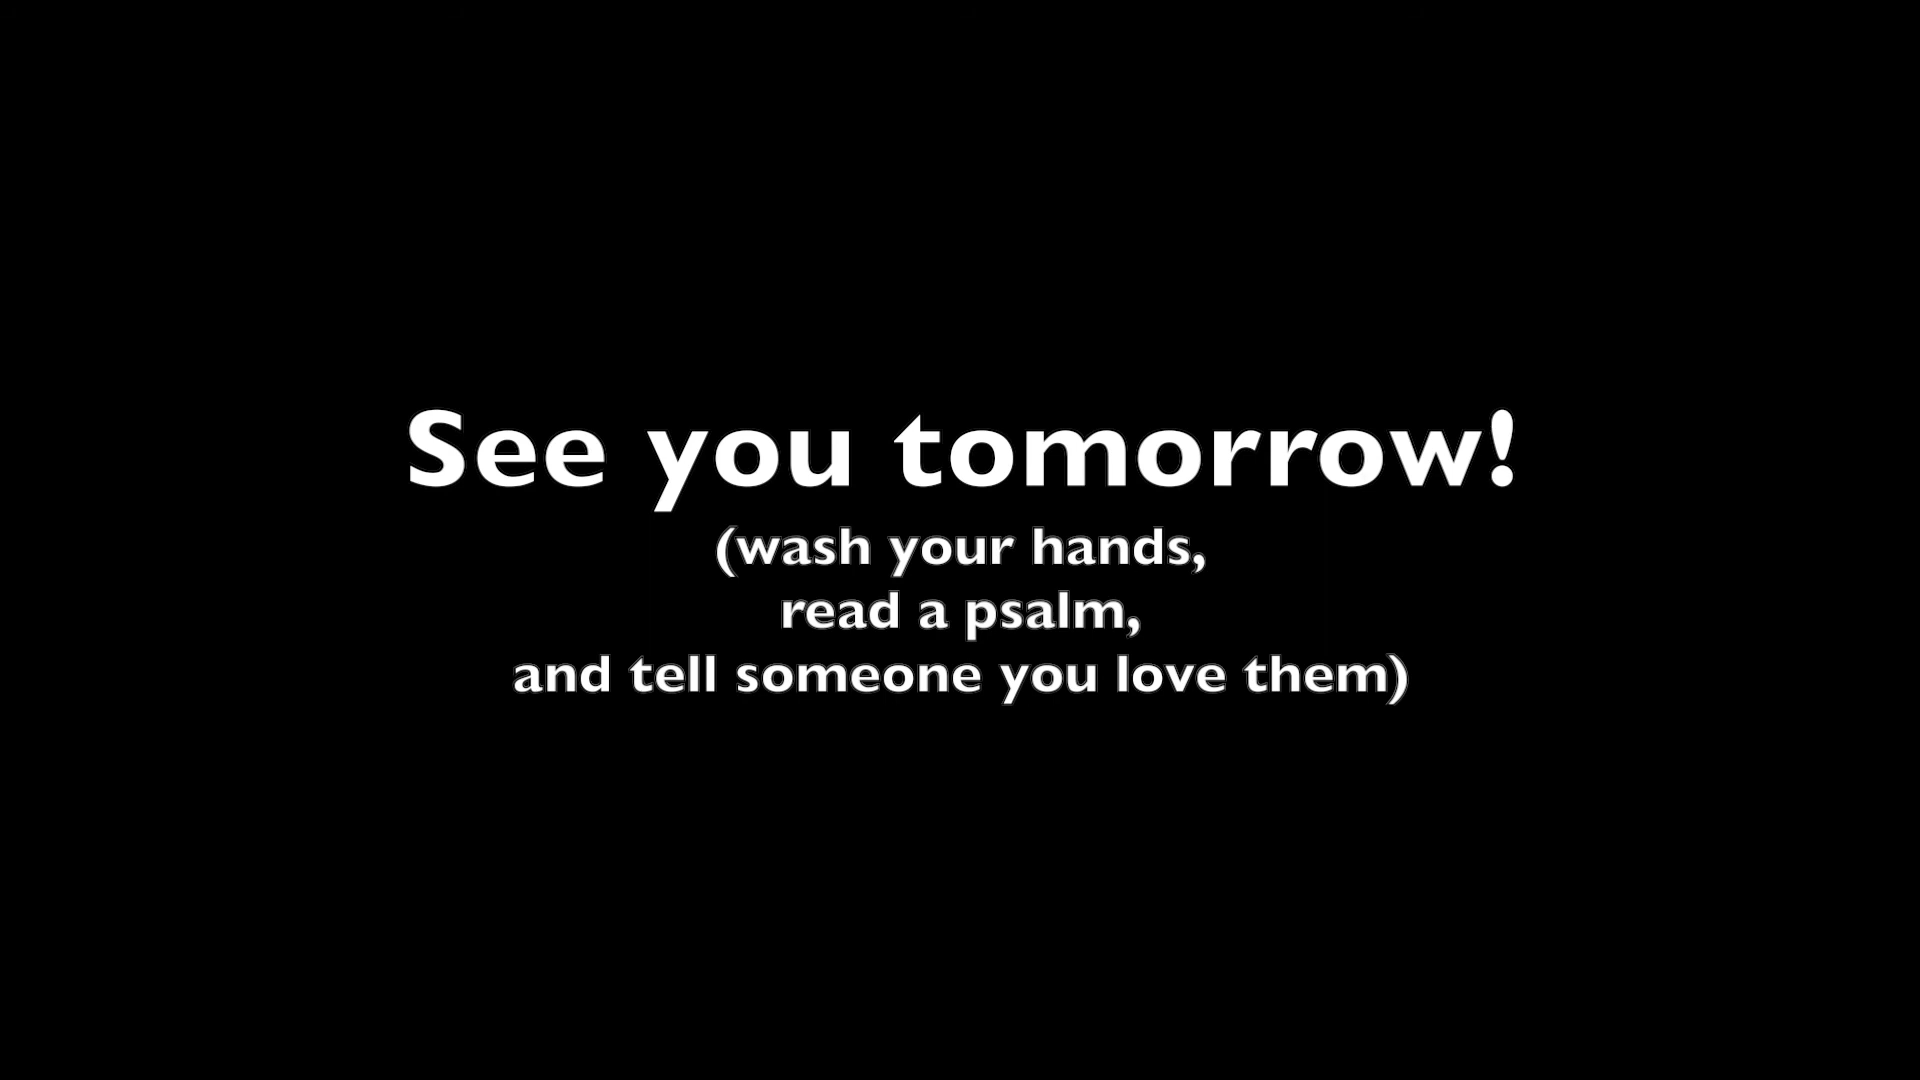 See you tomorrow!
(wash your hands,
read a psalm,
and tell someone you love them)